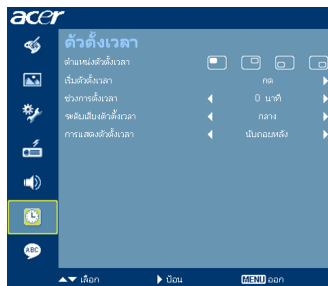 acer
ตัวตั้งเวลา
ตำแหน่งตัวตั้งเวลา
เริ่มตัวตั้งเวลา กด
ช่วงการตั้งเวลา 0 นาที
ระดับเสียงตัวตั้งเวลา กลาง
การแสดงตัวตั้งเวลา นับถอยหลัง
ABC
เลือก ป้อน MENU ออก